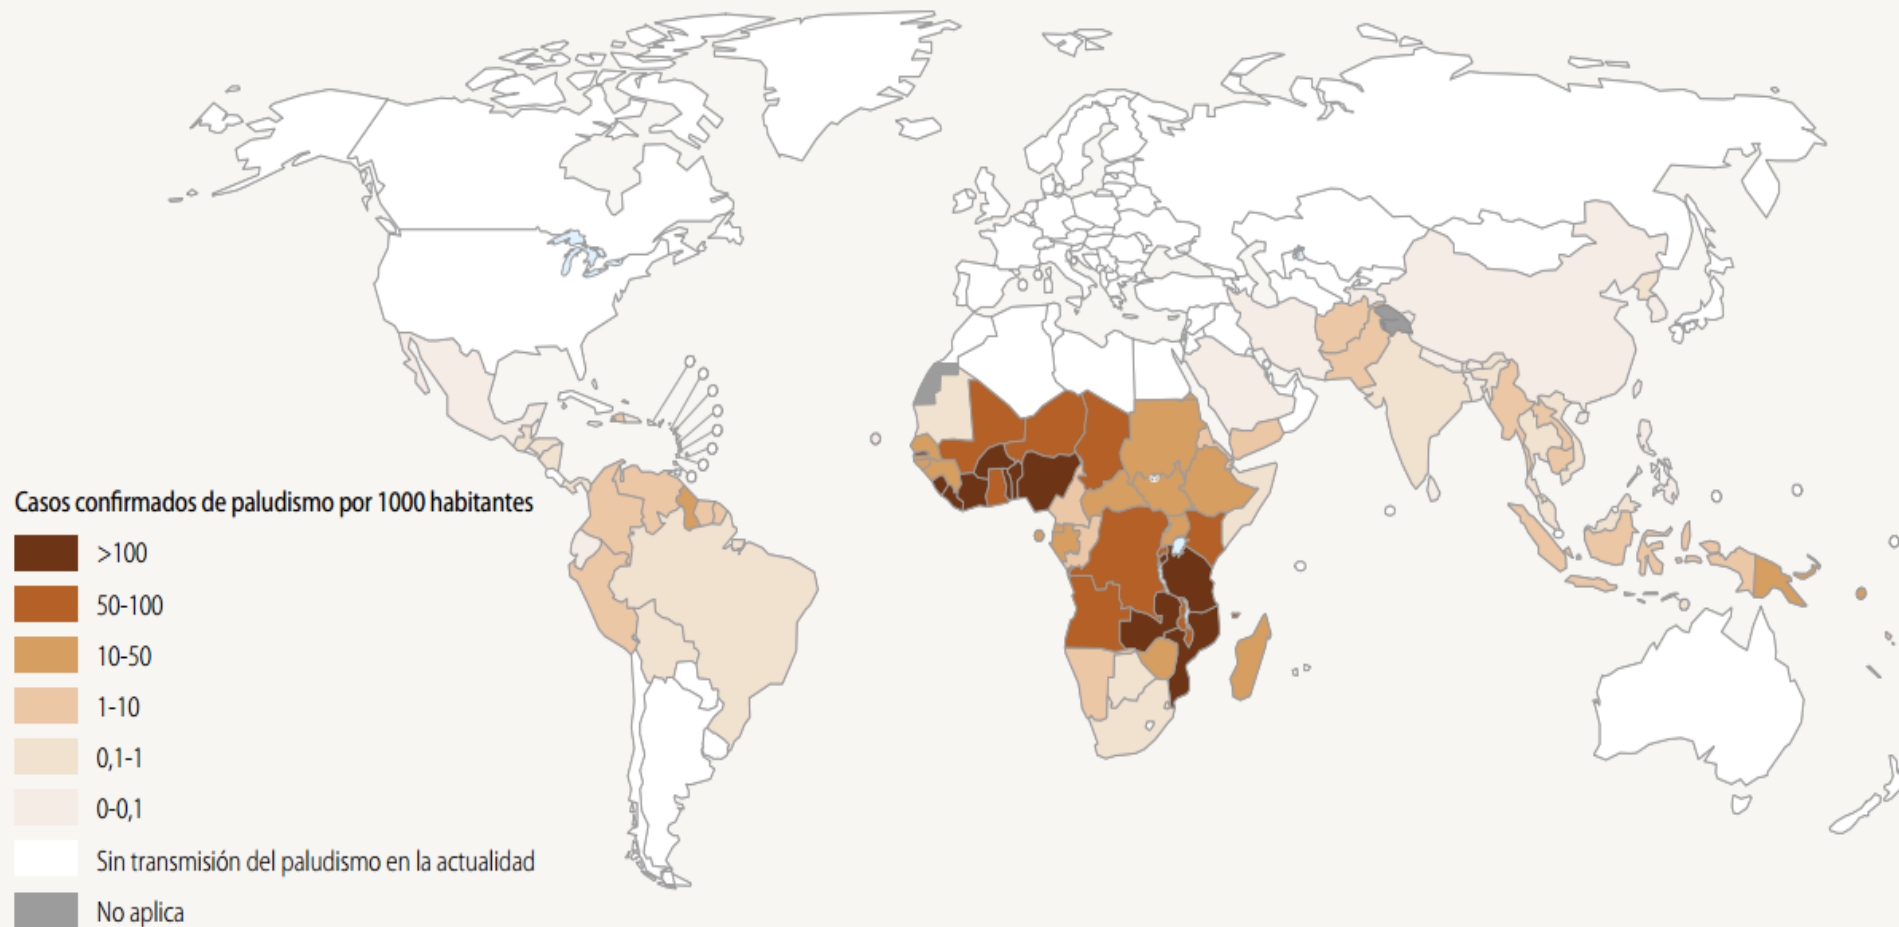 Casos confirmados de paludismo por 1000 habitantes
>100
50-100
10-50
1-10
0,1-1
0-0,1
Sin transmisión del paludismo en la actualidad
No aplica